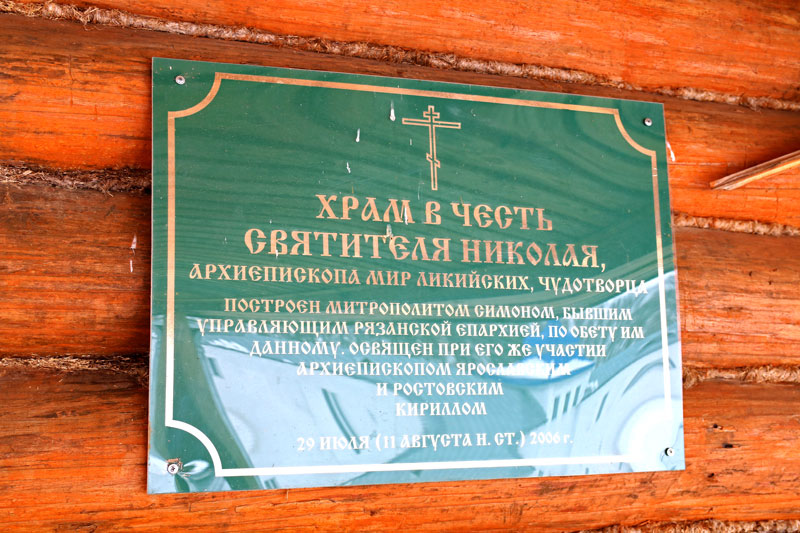 ХРАМ В ЧЕСТЬ
СВЯТИТЕЛЯ НИКОЛАЯ,
АРХИЕПИСКОПА МИР ЛИКИЙСКИХ, ЧУДОТВОРЦА
ПОСТРОЕН МИТРОПОЛИТОМ СИМОНОМ, БЫВШИМ
УПРАВЛЯЮЩИМ РЯЗАНСКОЙ ЕПАРХИЕЙ, ПО ОБЕТУ ИМ
ДАННОМУ. ОСВЯЩЕН ПРИ ЕГО ЖЕ УЧАСТИИ
АРХИЕПИСКОПОМ ЯРОСЛАВСКИМ
И РОСТОВСКИМ
КИРИЛЛОМ
29 ИЮЛЯ (11 АВГУСТА Н. СТ.) 2006 г.